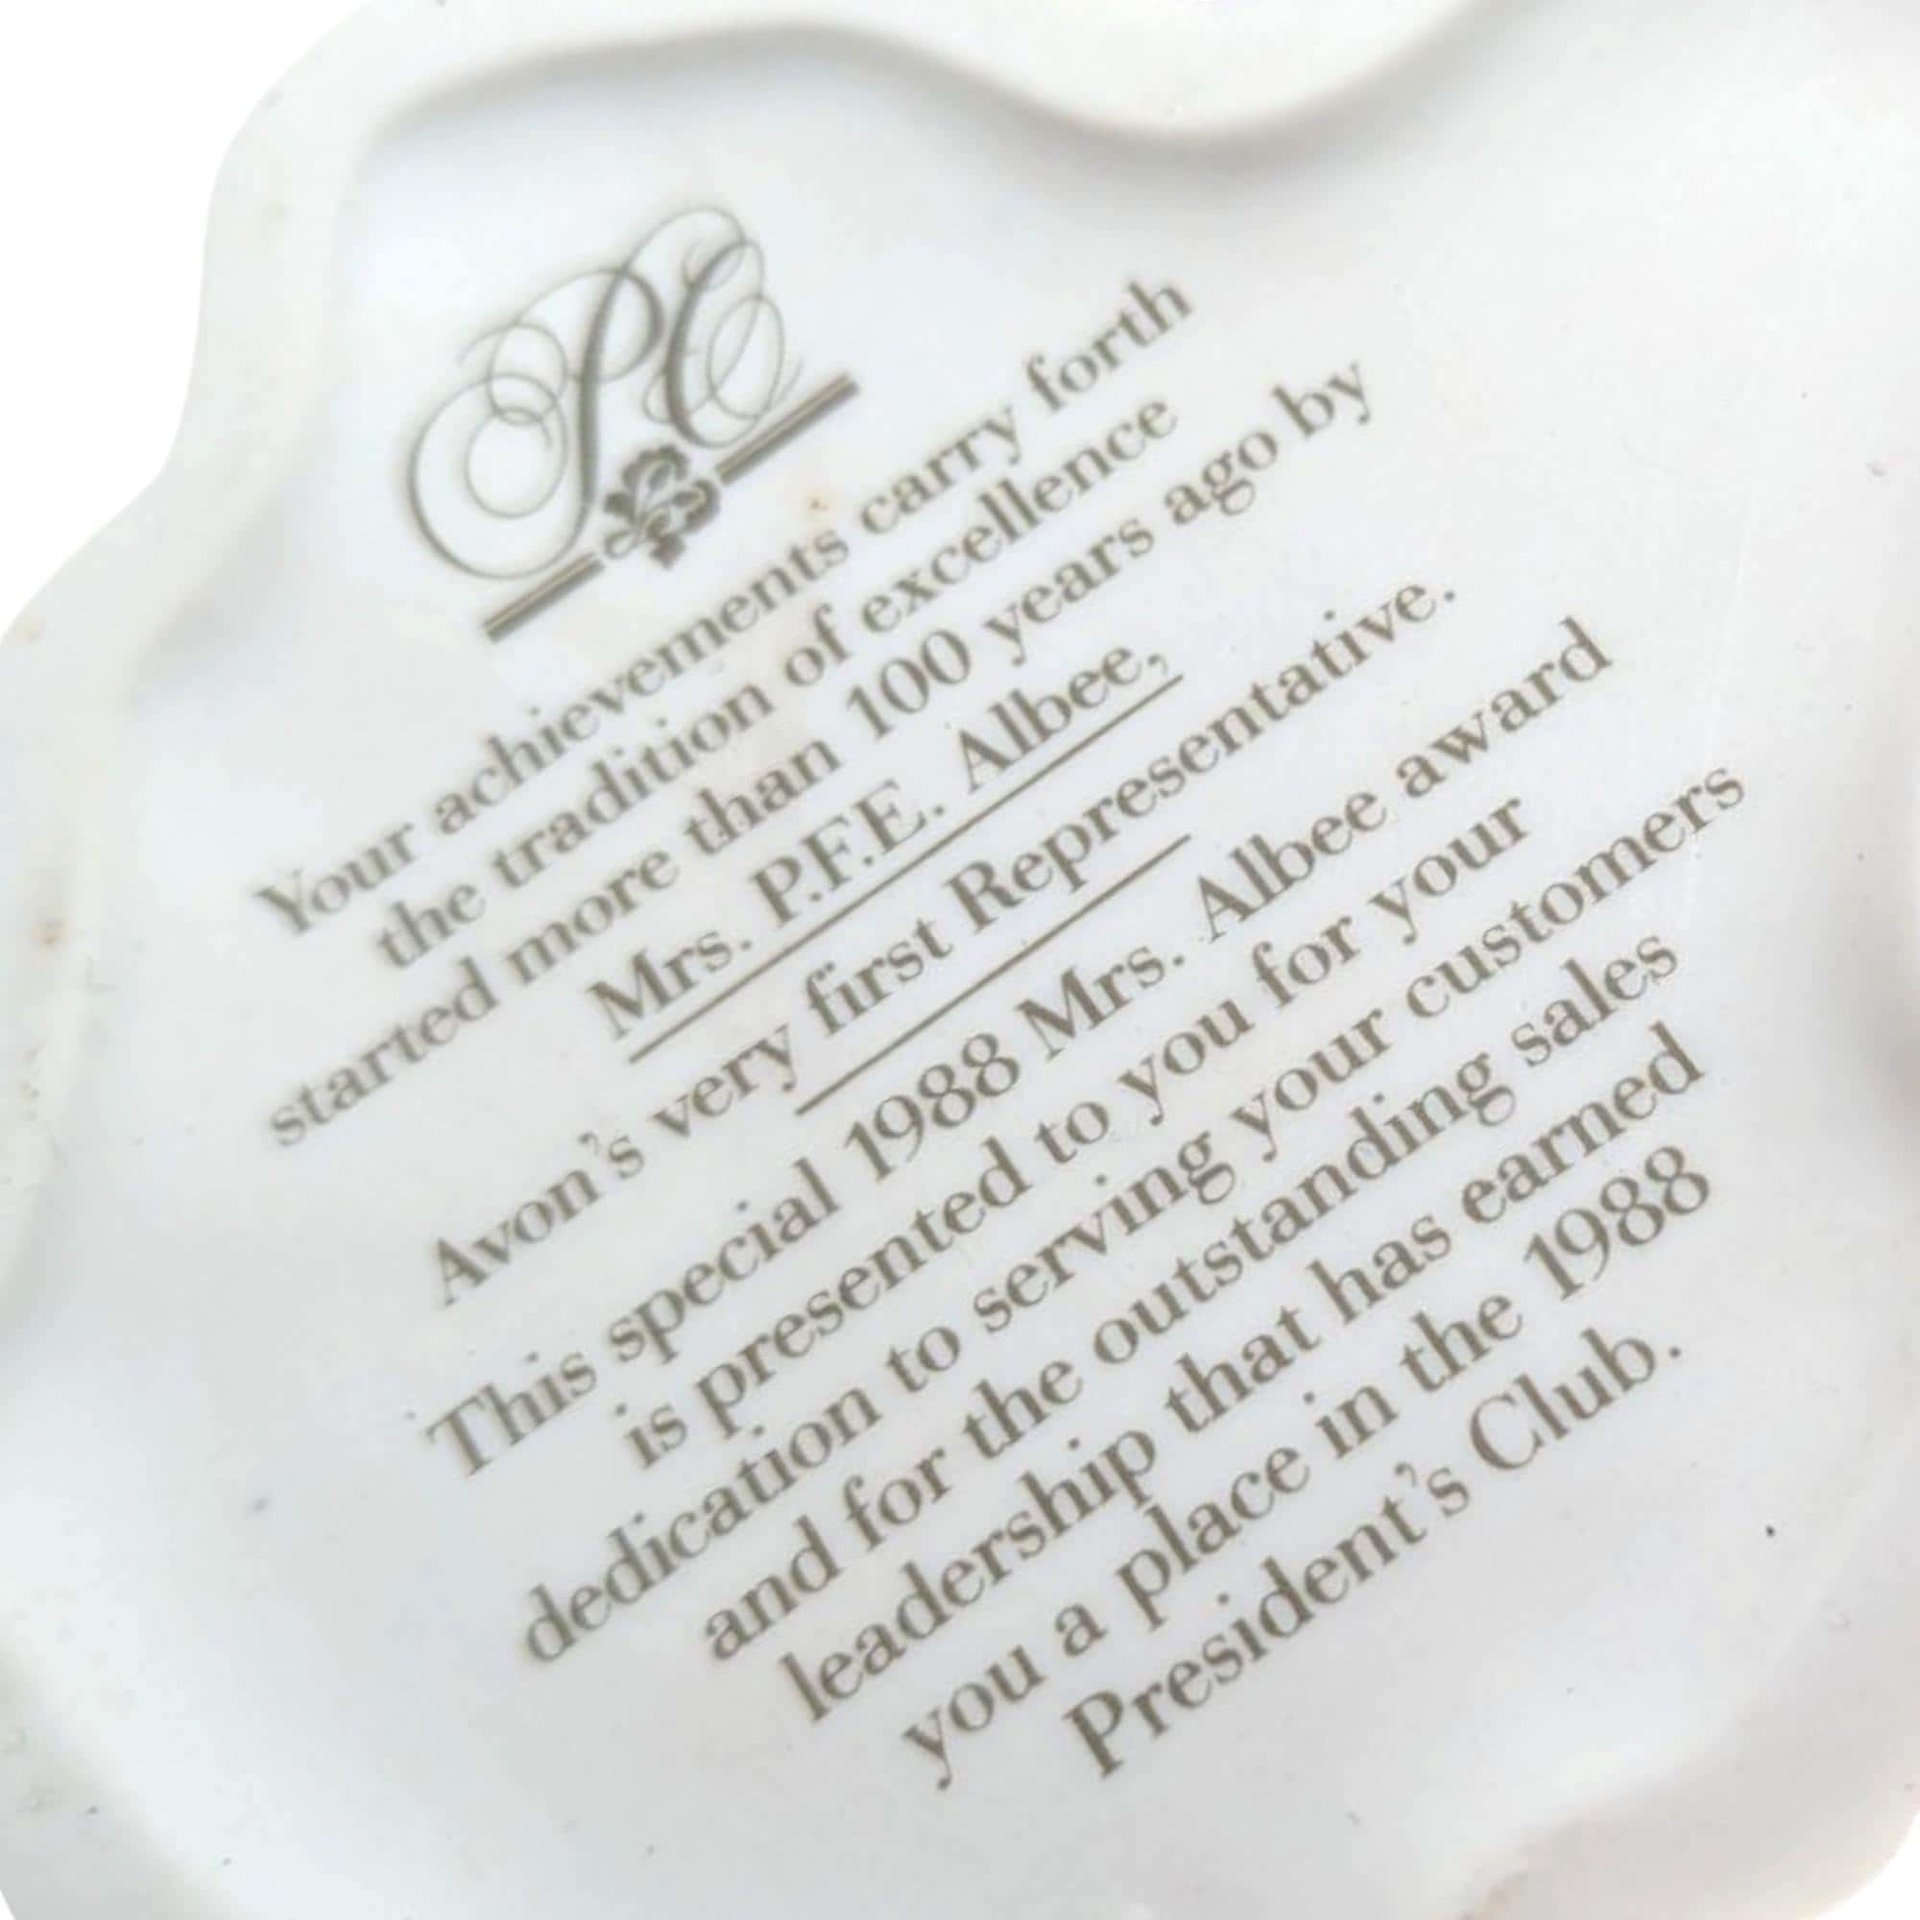 PC
Your achievements carry forth
the tradition of excellence
started more than 100 years ago by
Mrs. P.F.E. Albee,
Avon's very first Representative.
This special 1988 Mrs. Albee award
is presented to you for your
dedication to serving your customers
and for the outstanding sales
leadership that has earned
you a place in the 1988
President's Club.